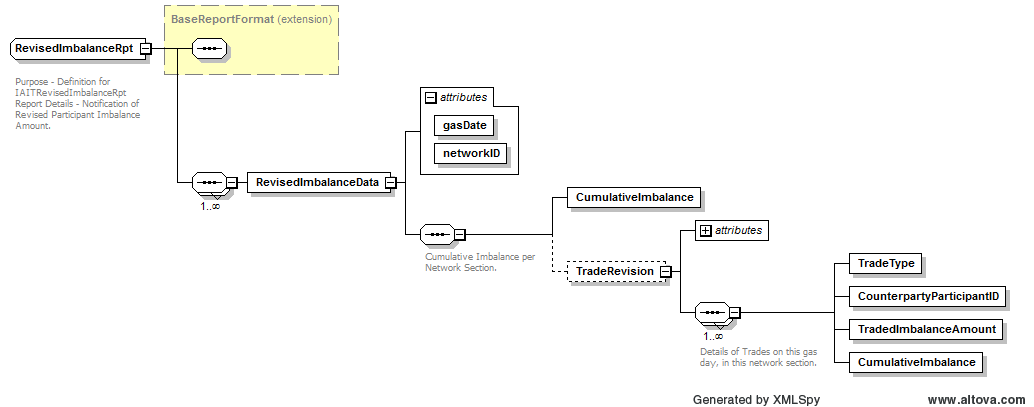 BaseReportFormat (extension)
RevisedImbalanceRpt
Purpose - Definition for
IAITRevisedImbalanceRpt
Report Details - Notification of
Revised Participant Imbalance
Amount.
attributes
gasDate
networkID
RevisedImbalanceData
1..∞
CumulativeImbalance
Cumulative Imbalance per
Network Section.
attributes
TradeRevision
TradeType
CounterpartyParticipantID
TradedImbalanceAmount
CumulativeImbalance
1..∞
Details of Trades on this gas
day, in this network section.
Generated by XMLSpy
www.altova.com